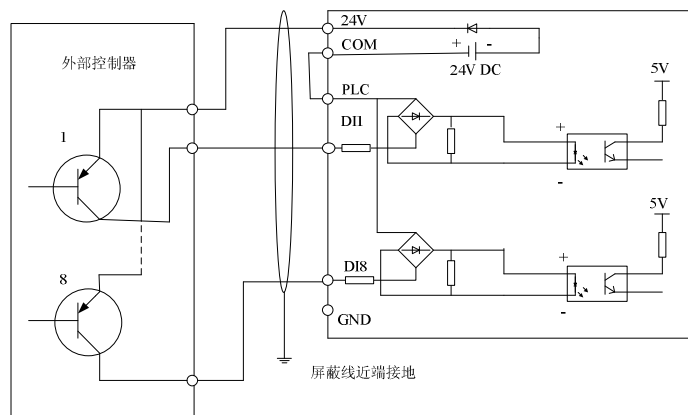 24V
COM
+ -
24V DC
外部控制器
5V
PLC
1
DI1
+
-
5V
8
DI8
+
-
GND
屏蔽线近端接地